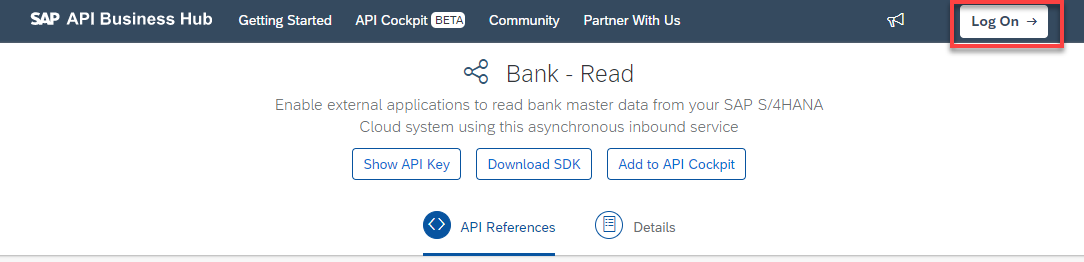 SAP API Business Hub Getting Started API Cockpit BETA Community Partner With Us Log On →
Bank - Read
Enable external applications to read bank master data from your SAP S/4HANA
Cloud system using this asynchronous inbound service
Show API Key Download SDK Add to API Cockpit
API References Details